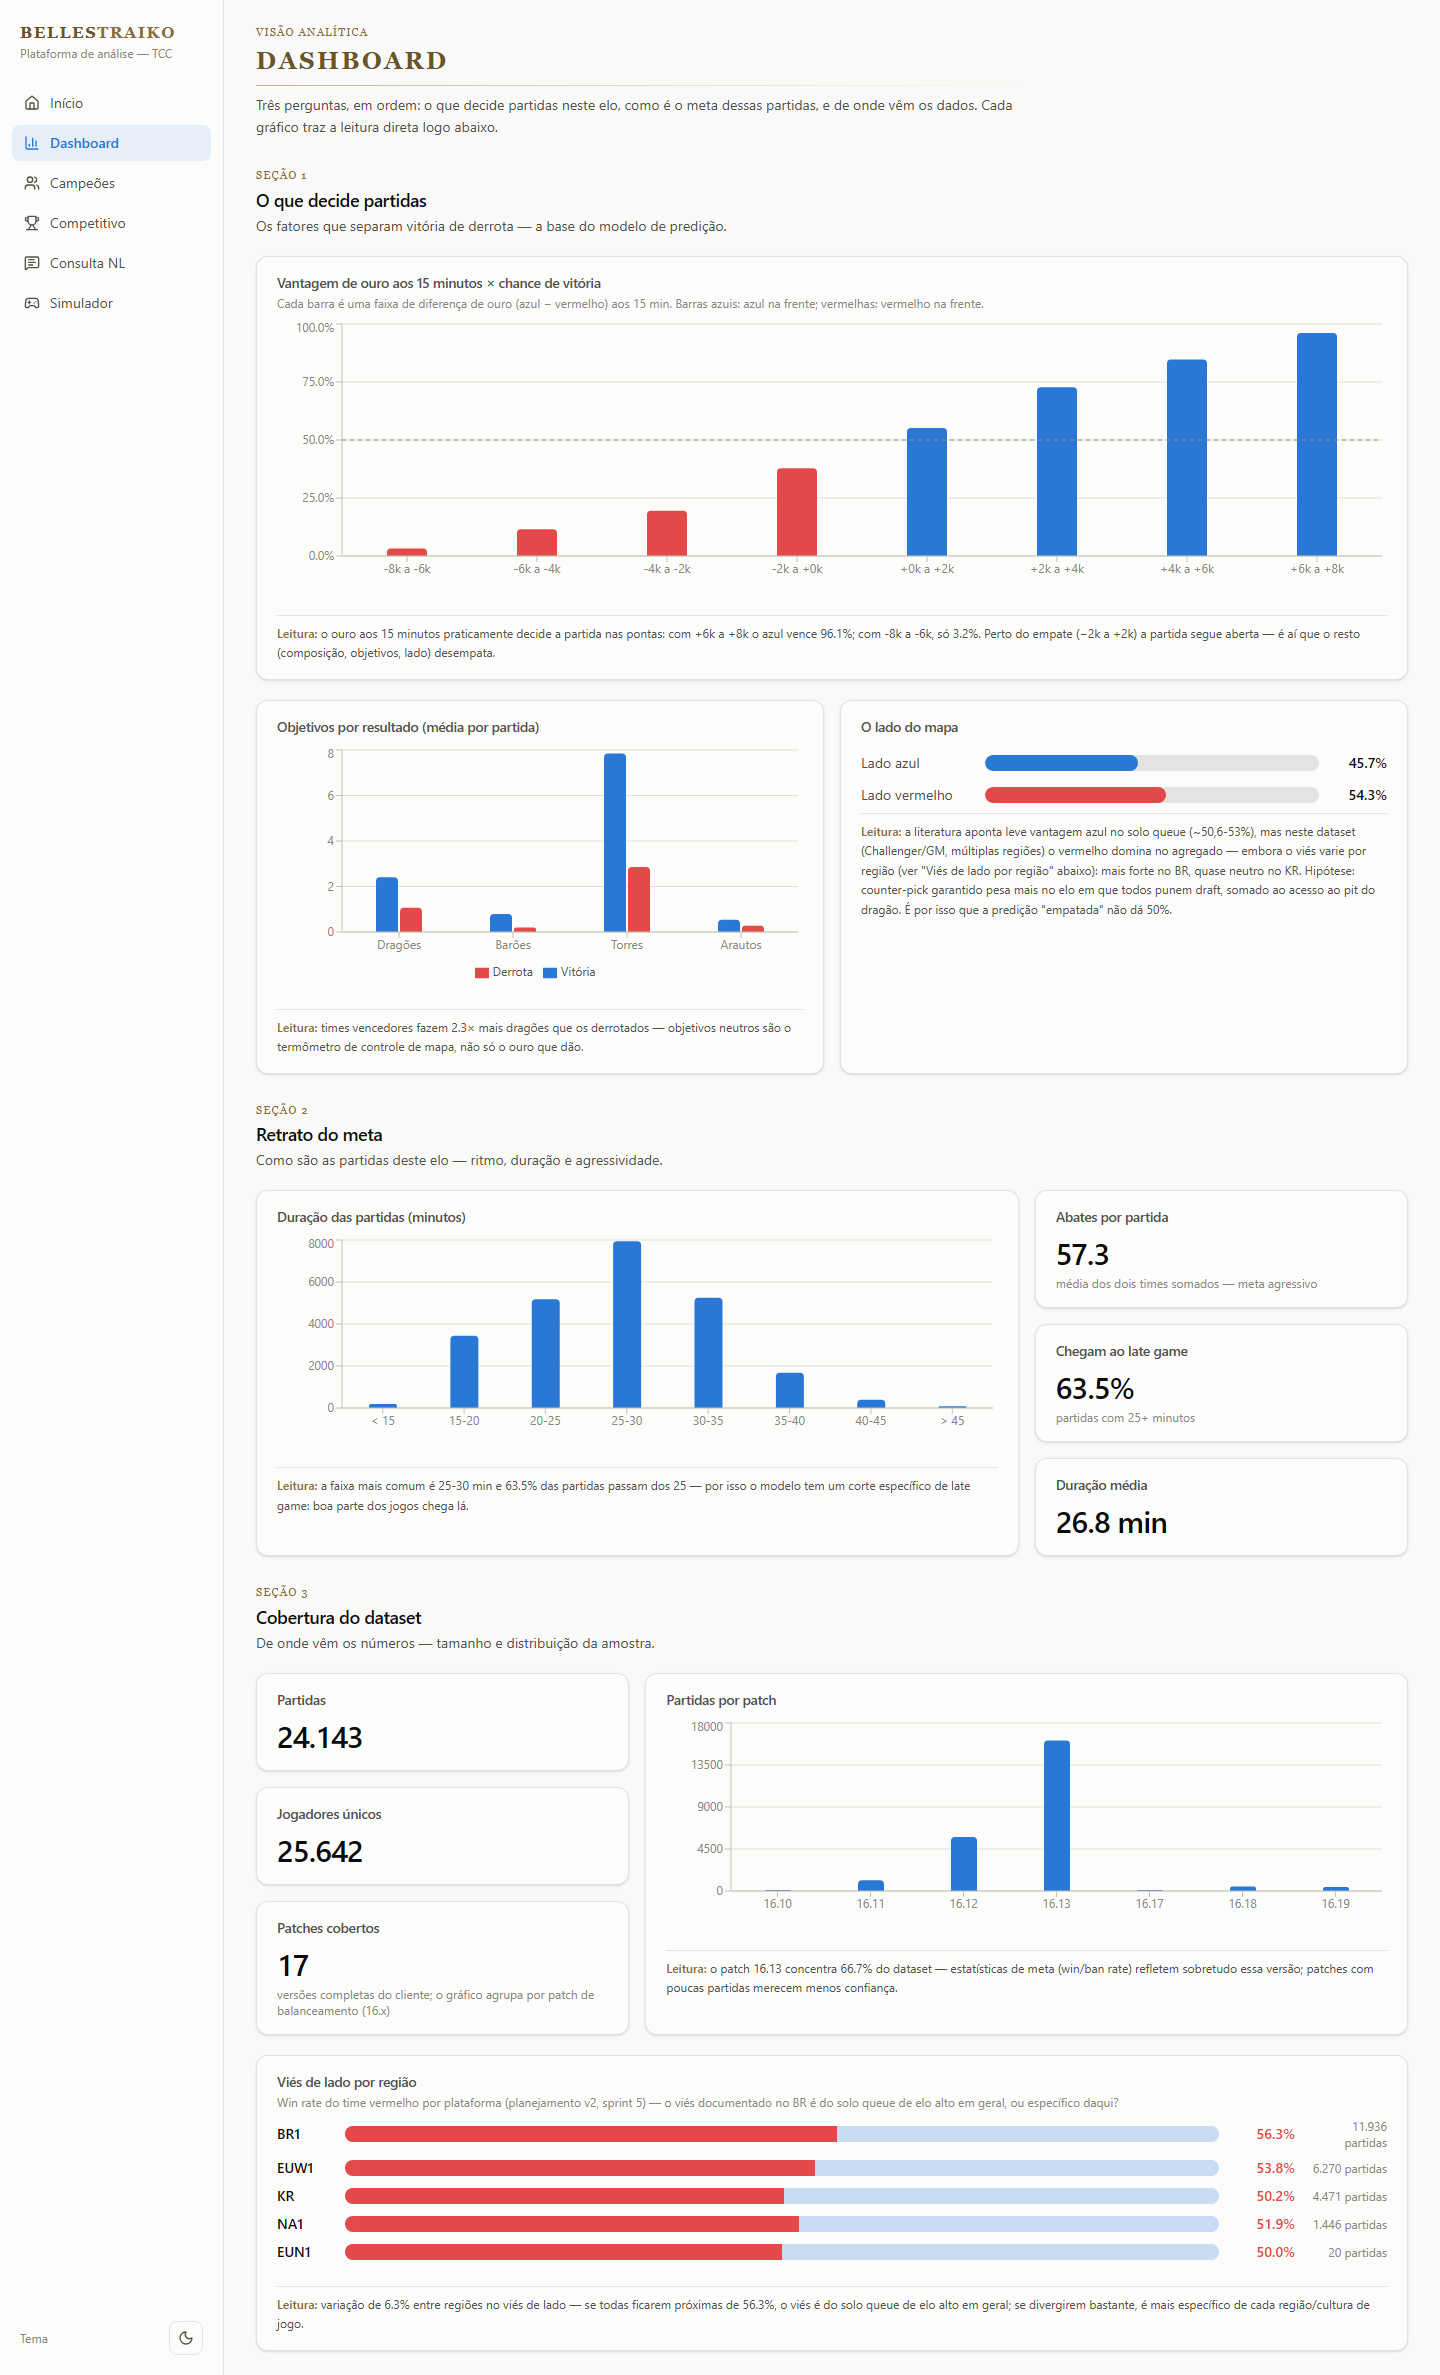 BELLESTRAIKO
Plataforma de análise — TCC
Início
Dashboard
Campeões
Competitivo
Consulta NL
Simulador
Tema
VISÃO ANALÍTICA
DASHBOARD
Três perguntas, em ordem: o que decide partidas neste elo, como é o meta dessas partidas, e de onde vêm os dados. Cada
gráfico traz a leitura direta logo abaixo.
SEÇÃO 1
O que decide partidas
Os fatores que separam vitória de derrota — a base do modelo de predição.
Vantagem de ouro aos 15 minutos × chance de vitória
Cada barra é uma faixa de diferença de ouro (azul − vermelho) aos 15 min. Barras azuis: azul na frente; vermelhas: vermelho na frente.
100.0%
75.0%
50.0%
25.0%
0.0%
-8k a -6k
-6k a -4k
-4k a -2k
-2k a +0k
+0k a +2k
+2k a +4k
+4k a +6k
+6k a +8k
Leitura: o ouro aos 15 minutos praticamente decide a partida nas pontas: com +6k a +8k o azul vence 96.1%; com -8k a -6k, só 3.2%. Perto do empate (−2k a +2k) a partida segue aberta — é aí que o resto
(composição, objetivos, lado) desempata.
Objetivos por resultado (média por partida)
8
6
4
2
0
Dragões
Barões
Torres
Arautos
Derrota
Vitória
Leitura: times vencedores fazem 2.3× mais dragões que os derrotados — objetivos neutros são o
termômetro de controle de mapa, não só o ouro que dão.
O lado do mapa
Lado azul
45.7%
Lado vermelho
54.3%
Leitura: a literatura aponta leve vantagem azul no solo queue (~50,6-53%), mas neste dataset
(Challenger/GM, múltiplas regiões) o vermelho domina no agregado — embora o viés varie por
região (ver "Viés de lado por região" abaixo): mais forte no BR, quase neutro no KR. Hipótese:
counter-pick garantido pesa mais no elo em que todos punem draft, somado ao acesso ao pit do
dragão. É por isso que a predição "empatada" não dá 50%.
SEÇÃO 2
Retrato do meta
Como são as partidas deste elo — ritmo, duração e agressividade.
Duração das partidas (minutos)
8000
6000
4000
2000
0
< 15
15-20
20-25
25-30
30-35
35-40
40-45
> 45
Leitura: a faixa mais comum é 25-30 min e 63.5% das partidas passam dos 25 — por isso o modelo tem um corte específico de late
game: boa parte dos jogos chega lá.
Abates por partida
57.3
média dos dois times somados — meta agressivo
Chegam ao late game
63.5%
partidas com 25+ minutos
Duração média
26.8 min
SEÇÃO 3
Cobertura do dataset
De onde vêm os números — tamanho e distribuição da amostra.
Partidas
24.143
Jogadores únicos
25.642
Patches cobertos
17
versões completas do cliente; o gráfico agrupa por patch de
balanceamento (16.x)
Partidas por patch
18000
13500
9000
4500
0
16.10
16.11
16.12
16.13
16.17
16.18
16.19
Leitura: o patch 16.13 concentra 66.7% do dataset — estatísticas de meta (win/ban rate) refletem sobretudo essa versão; patches com
poucas partidas merecem menos confiança.
Viés de lado por região
Win rate do time vermelho por plataforma (planejamento v2, sprint 5) — o viés documentado no BR é do solo queue de elo alto em geral, ou específico daqui?
BR1
56.3%
11.936
partidas
EUW1
53.8%
6.270 partidas
KR
50.2%
4.471 partidas
NA1
51.9%
1.446 partidas
EUN1
50.0%
20 partidas
Leitura: variação de 6.3% entre regiões no viés de lado — se todas ficarem próximas de 56.3%, o viés é do solo queue de elo alto em geral; se divergirem bastante, é mais específico de cada região/cultura de
jogo.